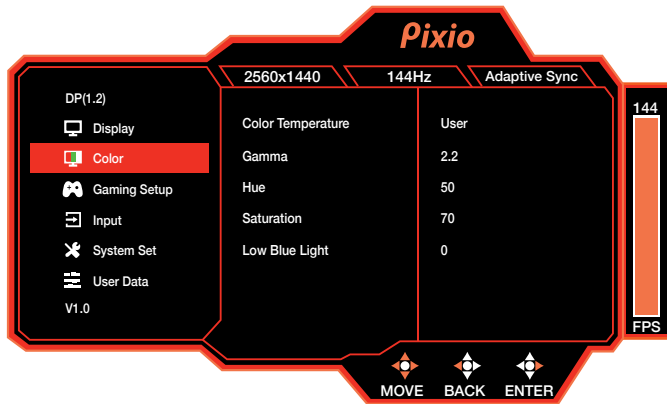 Pixio
2560x1440 144Hz Adaptive Sync
DP(1.2)
Display
Color
Gaming Setup
Input
System Set
User Data
V1.0
Color Temperature User
Gamma 2.2
Hue 50
Saturation 70
Low Blue Light 0
144
FPS
MOVE BACK ENTER